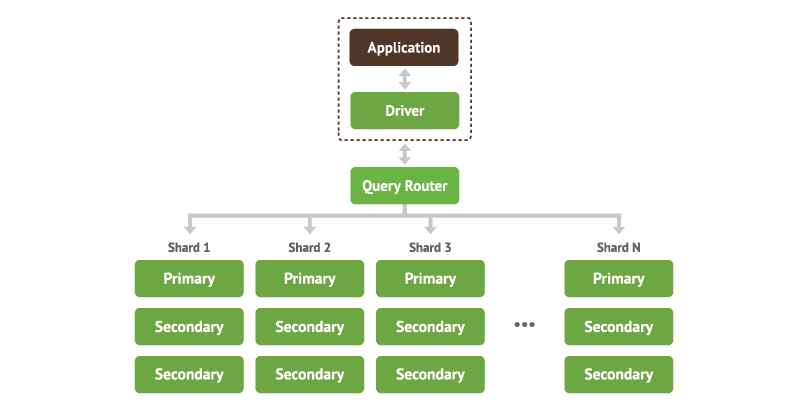 Application
Driver
Query Router
Shard 1 Shard 2 Shard 3 Shard N
Primary Primary Primary Primary
Secondary Secondary Secondary ... Secondary
Secondary Secondary Secondary Secondary